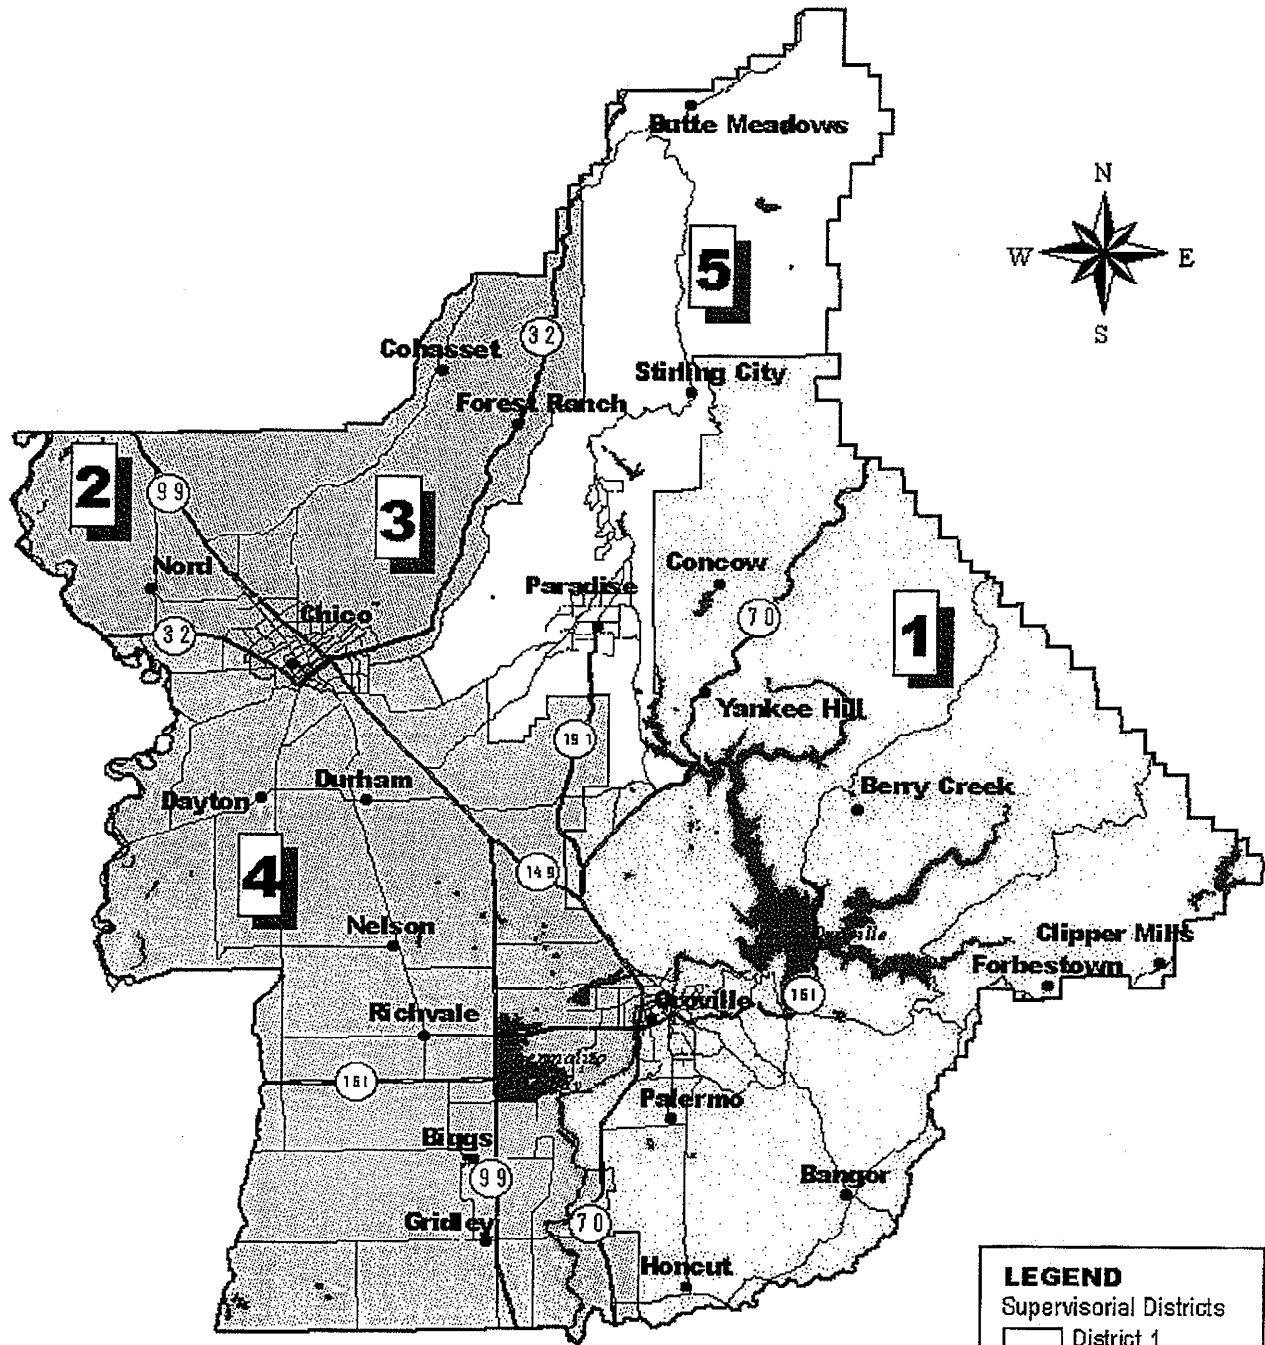 Butte Meadows
N
W E
S
5
32
Cohasset
Stirling City
Forest Ranch
2
99
3
Nord
Concow
Paradise
Chico
32
70
1
Yankee Hill
191
Durham
Dayton
Berry Creek
4
149
Nelson
Clipper Mills
Forbestown
Oroville
Richvale
Palermo
Biggs
Bangor
99
Gridley
70
Honcut
LEGEND
Supervisorial Districts
District 1